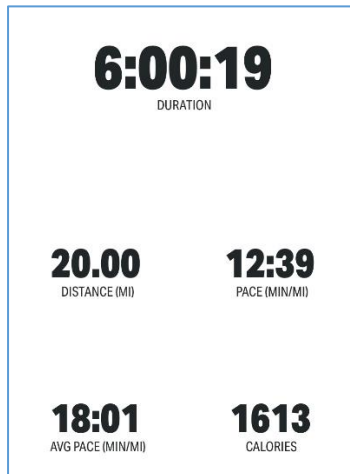 6:00:19
DURATION
20.00 12:39
DISTANCE (MI) PACE (MIN/MI)
18:01 1613
AVG PACE (MIN/MI) CALORIES